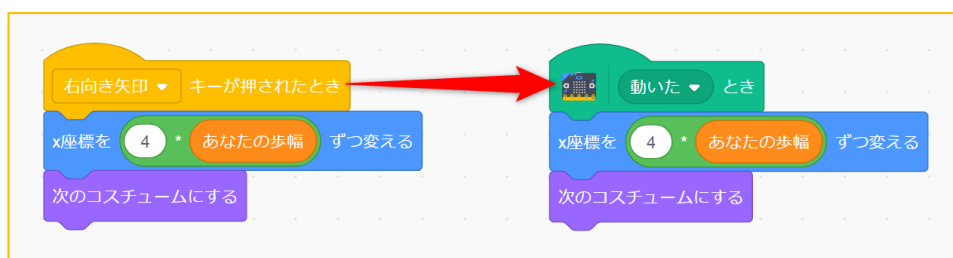 右向き矢印 キーが押されたとき
x座標を 4 * あなたの歩幅 ずつ変える
次のコスチュームにする
動いた とき
x座標を 4 * あなたの歩幅 ずつ変える
次のコスチュームにする